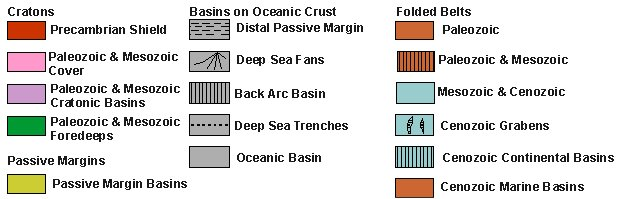 Cratons
Precambrian Shield
Paleozoic & Mesozoic
Cover
Paleozoic & Mesozoic
Cratonic Basins
Paleozoic & Mesozoic
Foredeeps
Passive Margins
Passive Margin Basins
Basins on Oceanic Crust
Distal Passive Margin
Deep Sea Fans
Back Arc Basin
Deep Sea Trenches
Oceanic Basin
Folded Belts
Paleozoic
Paleozoic & Mesozoic
Mesozoic & Cenozoic
Cenozoic Grabens
Cenozoic Continental Basins
Cenozoic Marine Basins